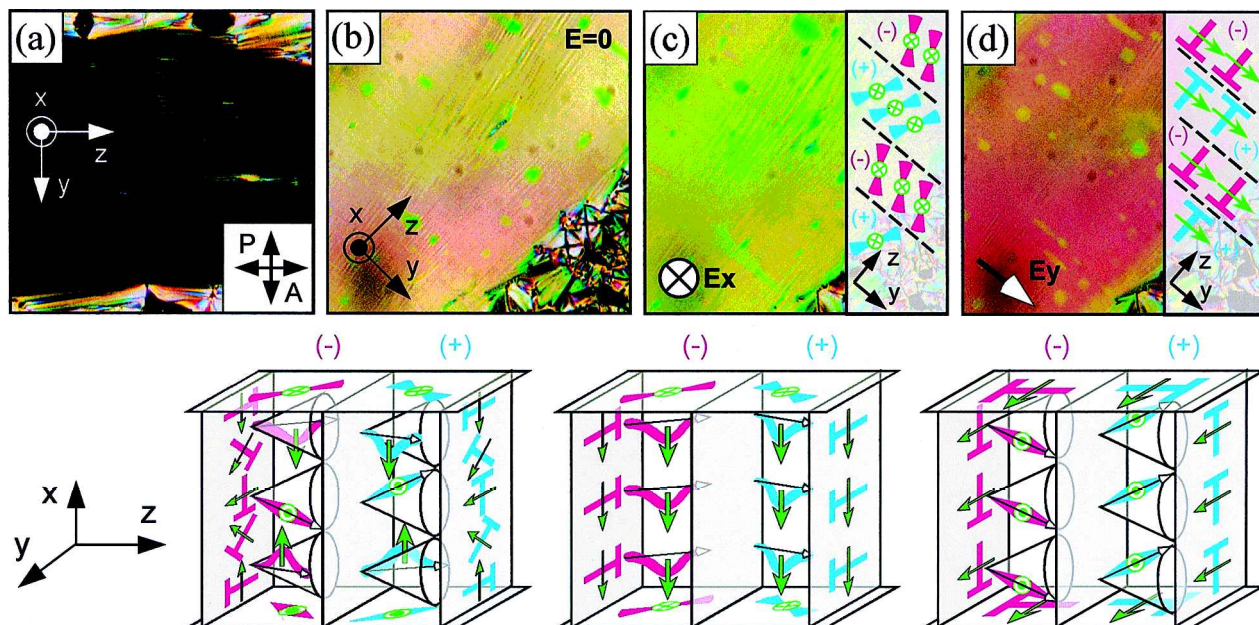 (a)
x
z
y
P
A
(b)
E=0
x
z
y
(c)
Ex
(-)
(+)
(-)
(+)
z
y
(d)
Ey
(-)
(+)
(-)
(+)
z
y
(-) (+)
(-) (+)
(-) (+)
x
z
y